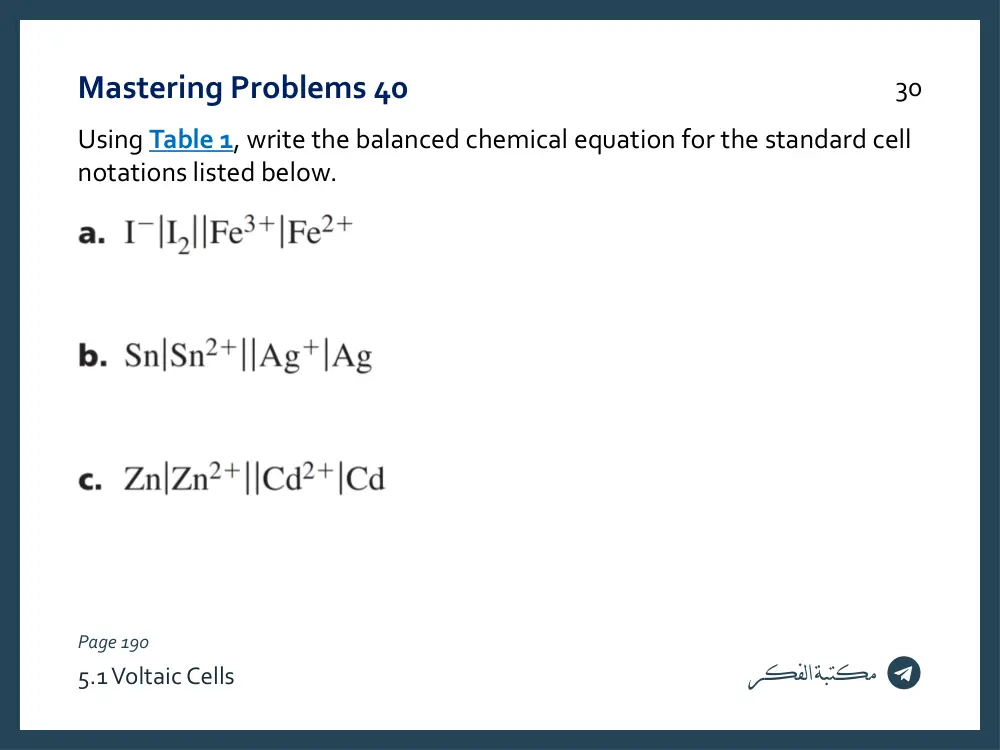 Mastering Problems 40
30
Using Table 1, write the balanced chemical equation for the standard cell
notations listed below.
a. I⁻|I₂||Fe³⁺|Fe²⁺
b. Sn|Sn²⁺||Ag⁺|Ag
c. Zn|Zn²⁺||Cd²⁺|Cd
Page 190
5.1 Voltaic Cells
مكتبة الفكر